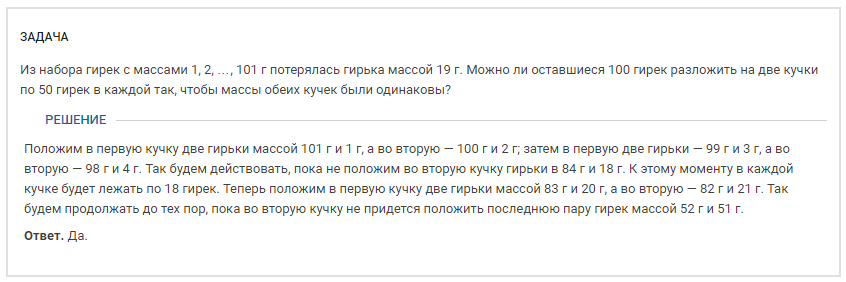 ЗАДАЧА
Из набора гирек с массами 1, 2, ..., 101 г потерялась гирька массой 19 г. Можно ли оставшиеся 100 гирек разложить на две кучки
по 50 гирек в каждой так, чтобы массы обеих кучек были одинаковы?
РЕШЕНИЕ
Положим в первую кучку две гирьки массой 101 г и 1 г, а во вторую — 100 г и 2 г; затем в первую две гирьки — 99 г и 3 г, а во
вторую — 98 г и 4 г. Так будем действовать, пока не положим во вторую кучку гирьки в 84 г и 18 г. К этому моменту в каждой
кучке будет лежать по 18 гирек. Теперь положим в первую кучку две гирьки массой 83 г и 20 г, а во вторую — 82 г и 21 г. Так
будем продолжать до тех пор, пока во вторую кучку не придется положить последнюю пару гирек массой 52 г и 51 г.
Ответ. Да.